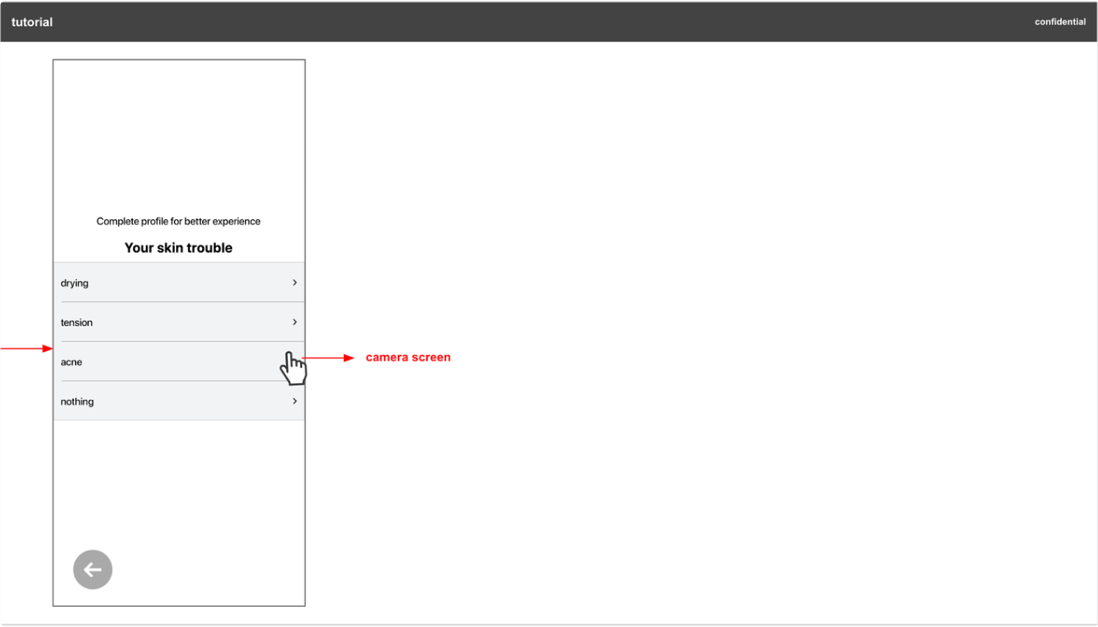 tutorial
confidential
Complete profile for better experience
Your skin trouble
drying
tension
acne
camera screen
nothing